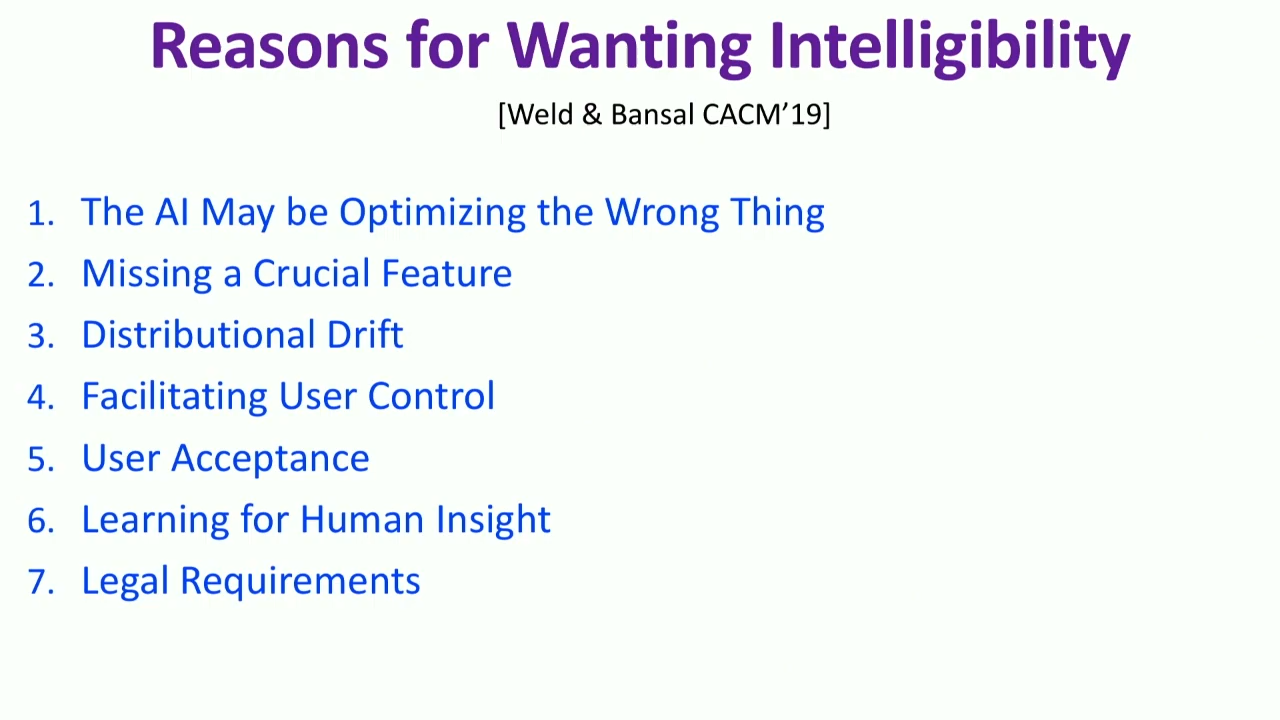 Reasons for Wanting Intelligibility
[Weld & Bansal CACM’19]
1. The AI May be Optimizing the Wrong Thing
2. Missing a Crucial Feature
3. Distributional Drift
4. Facilitating User Control
5. User Acceptance
6. Learning for Human Insight
7. Legal Requirements